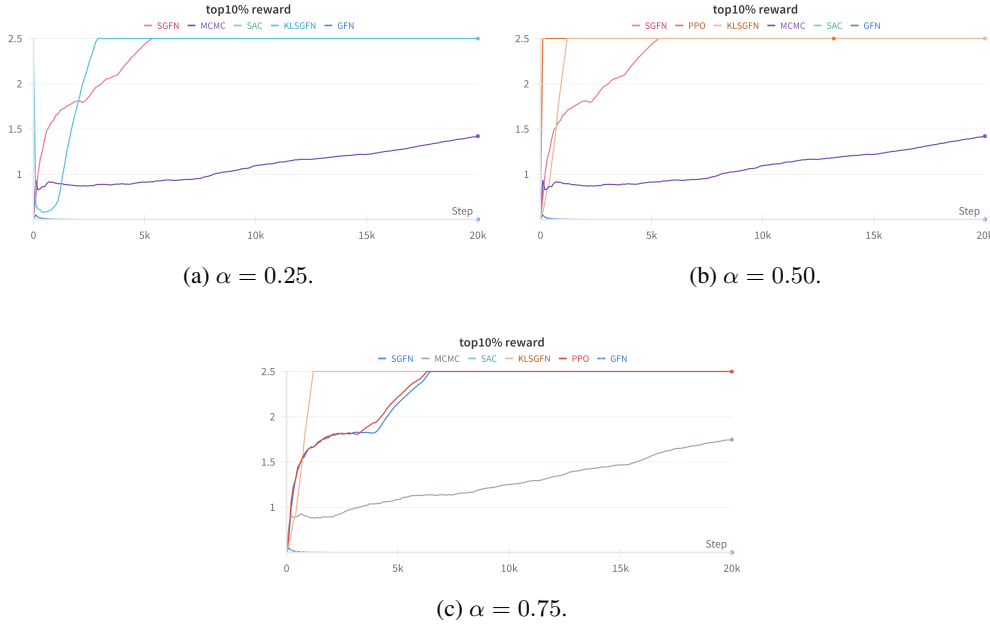 top10% reward
SGFN MCMC SAC KLSGFN GFN
2.5
2
1.5
1
Step
0 5k 10k 15k 20k
(a) α = 0.25.
top10% reward
SGFN PPO KLSGFN MCMC SAC GFN
2.5
2
1.5
1
Step
0 5k 10k 15k 20k
(b) α = 0.50.
top10% reward
SGFN MCMC SAC KLSGFN PPO GFN
2.5
2
1.5
1
Step
0 5k 10k 15k 20k
(c) α = 0.75.